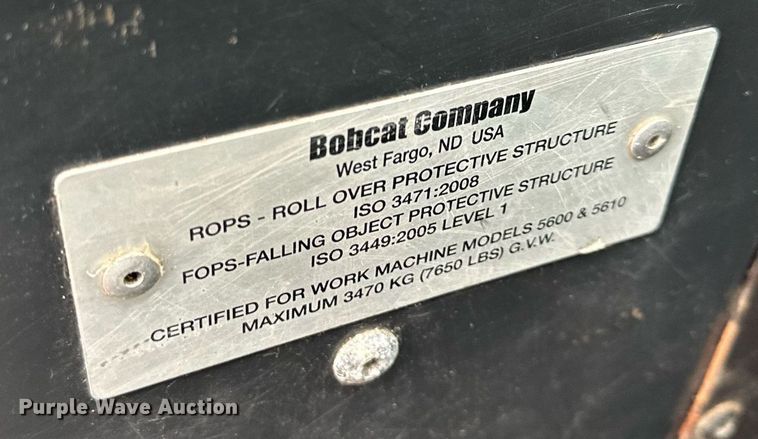 Bobcat Company
West Fargo, ND USA
ROPS - ROLL OVER PROTECTIVE STRUCTURE
ISO 3471:2008
FOPS-FALLING OBJECT PROTECTIVE STRUCTURE
ISO 3449:2005 LEVEL 1
CERTIFIED FOR WORK MACHINE MODELS 5600 & 5610
MAXIMUM 3470 KG (7650 LBS) G.V.W.
Purple Wave Auction